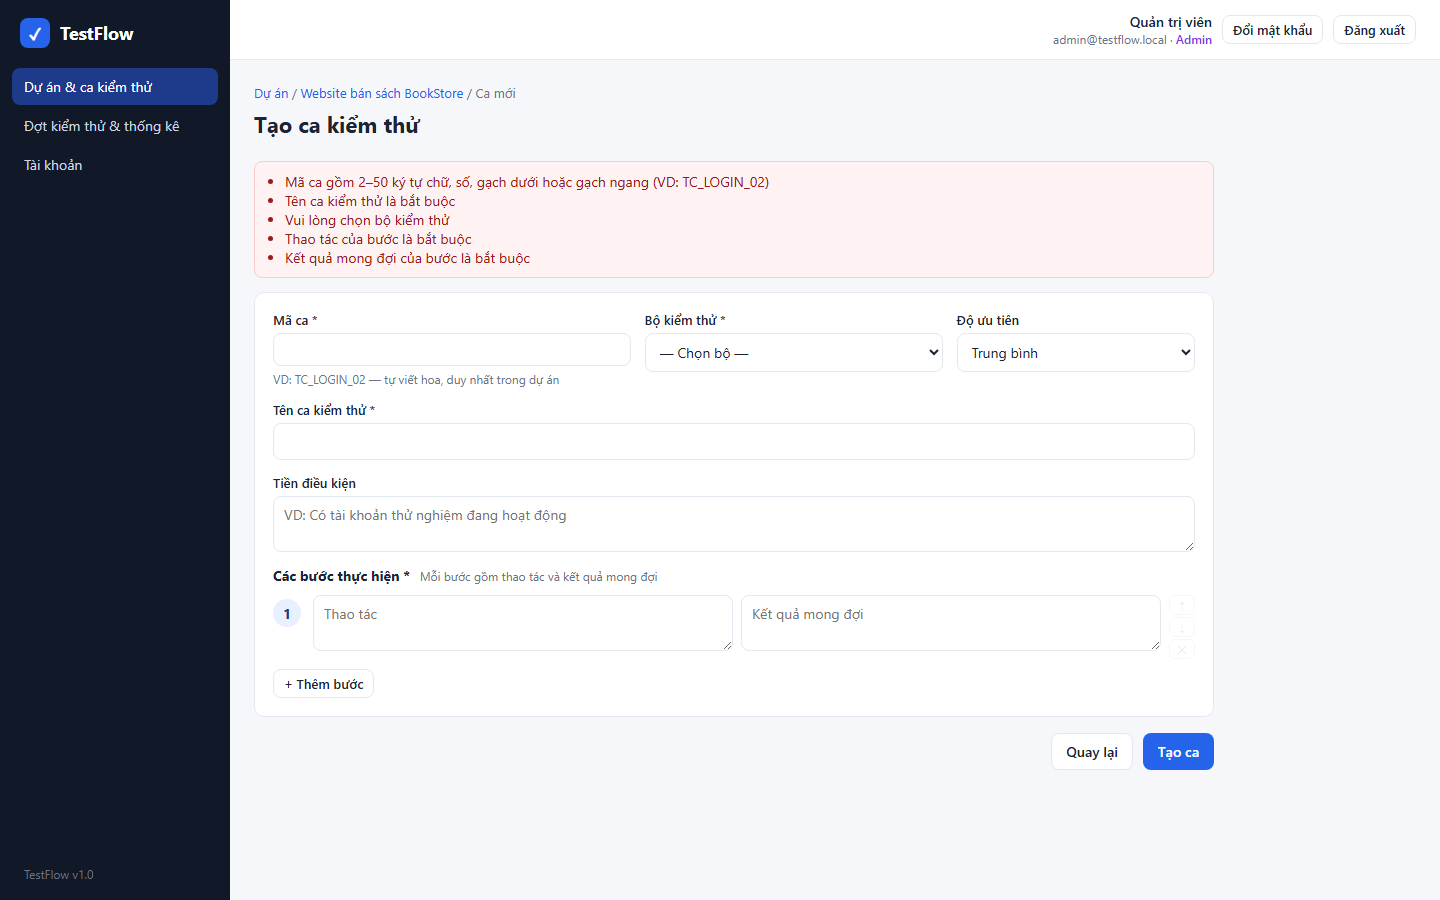 TestFlow
Dự án & ca kiểm thử
Đợt kiểm thử & thống kê
Tài khoản
TestFlow v1.0
Quản trị viên
admin@testflow.local · Admin
Đổi mật khẩu
Đăng xuất
Dự án / Website bán sách BookStore / Ca mới
Tạo ca kiểm thử
Mã ca gồm 2–50 ký tự chữ, số, gạch dưới hoặc gạch ngang (VD: TC_LOGIN_02)
Tên ca kiểm thử là bắt buộc
Vui lòng chọn bộ kiểm thử
Thao tác của bước là bắt buộc
Kết quả mong đợi của bước là bắt buộc
Mã ca *
Bộ kiểm thử *
Độ ưu tiên
— Chọn bộ —
Trung bình
VD: TC_LOGIN_02 — tự viết hoa, duy nhất trong dự án
Tên ca kiểm thử *
Tiền điều kiện
VD: Có tài khoản thử nghiệm đang hoạt động
Các bước thực hiện * Mỗi bước gồm thao tác và kết quả mong đợi
1
Thao tác
Kết quả mong đợi
↑
↓
✕
+ Thêm bước
Quay lại
Tạo ca